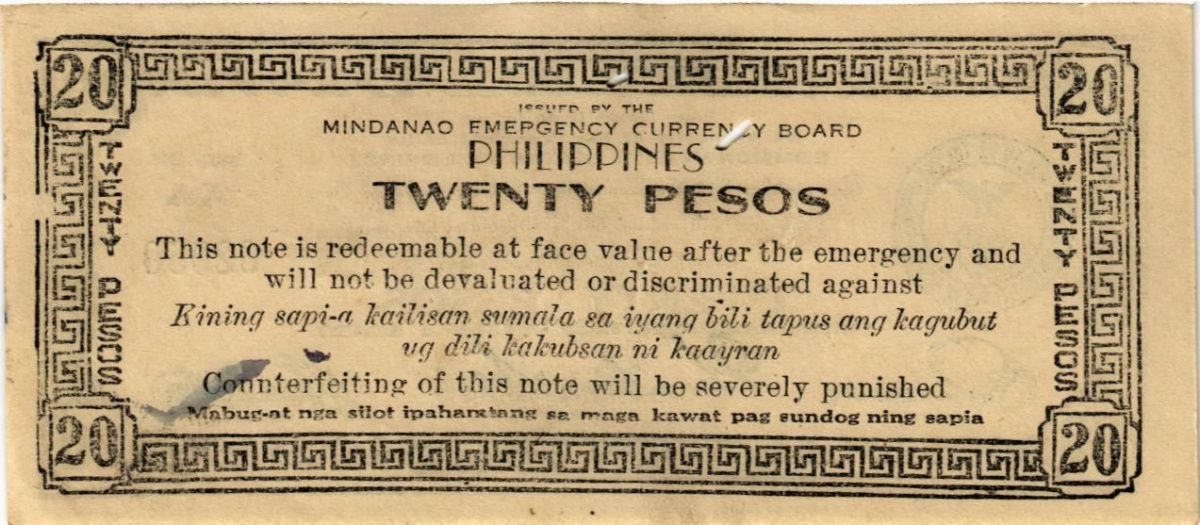 20
20
ISSUED BY THE
MINDANAO EMERGENCY CURRENCY BOARD
PHILIPPINES
TWENTY PESOS
TWENTY PESOS
TWENTY PESOS
This note is redeemable at face value after the emergency and
will not be devaluated or discriminated against
Kining sapi-a kailisan sumala sa iyang bili tapus ang kagubut
ug dili kakubsan ni kaayran
Counterfeiting of this note will be severely punished
Mabug-at nga silot ipahamtang sa maga kawat pag sundog ning sapia
20
20